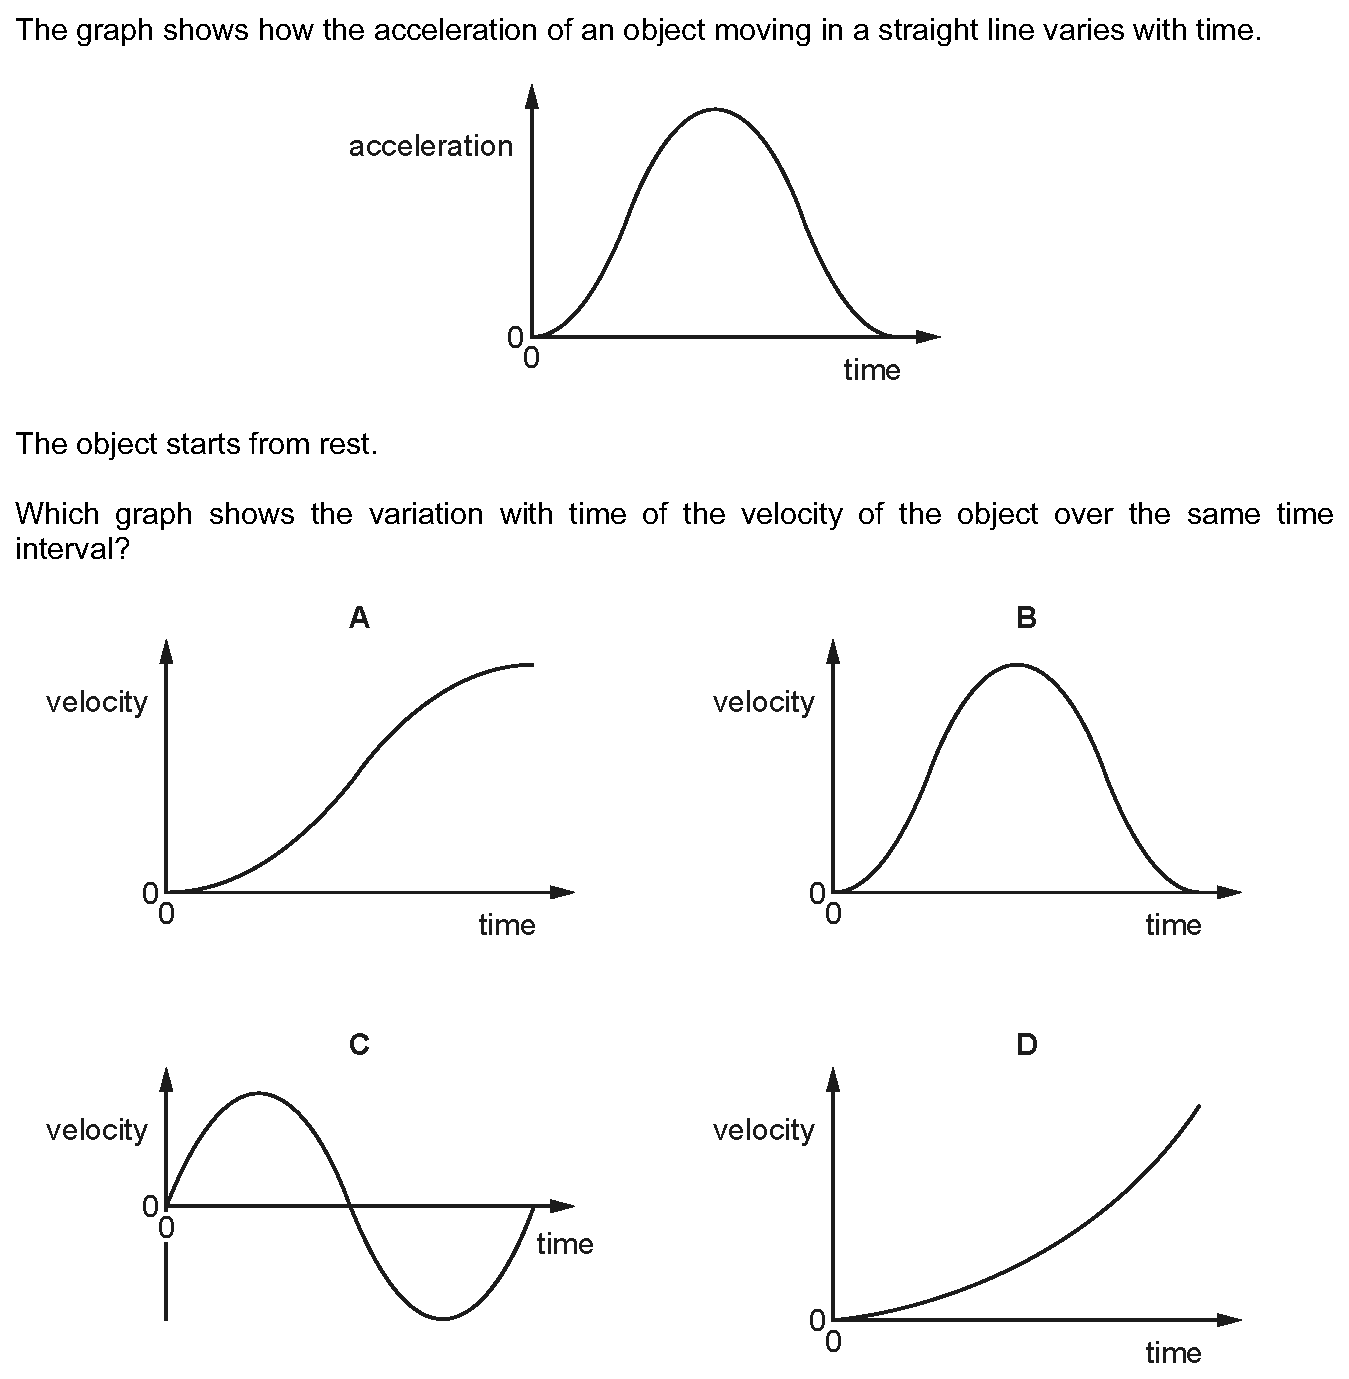 The graph shows how the acceleration of an object moving in a straight line varies with time.
acceleration
0
0
time
The object starts from rest.
Which graph shows the variation with time of the velocity of the object over the same time
interval?
A
velocity
0
0
time
B
velocity
0
0
time
C
velocity
0
0
time
D
velocity
0
0
time